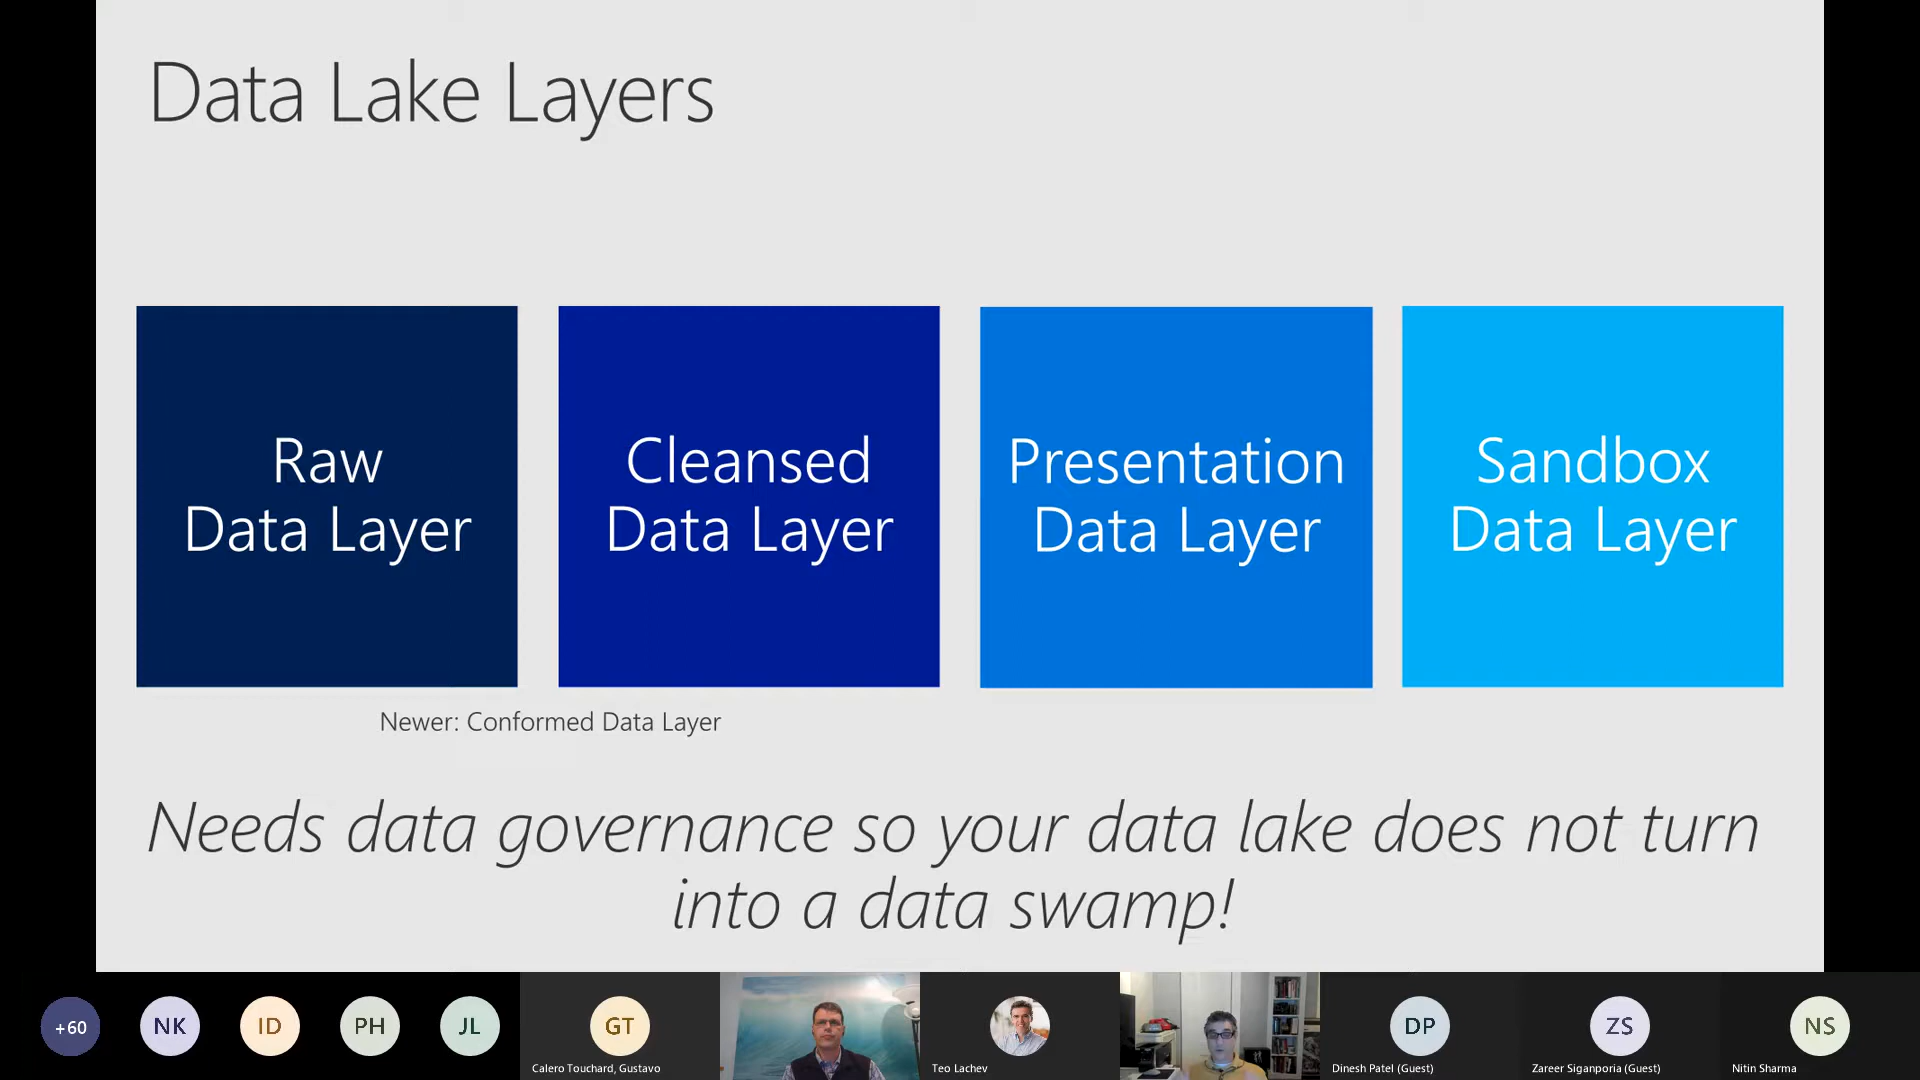 Data Lake Layers
Raw
Data Layer
Cleansed
Data Layer
Presentation
Data Layer
Sandbox
Data Layer
Newer: Conformed Data Layer
Needs data governance so your data lake does not turn
into a data swamp!
+60
NK
ID
PH
JL
GT
Calero Touchard, Gustavo
Teo Lachev
DP
Dinesh Patel (Guest)
ZS
Zareer Siganporia (Guest)
NS
Nitin Sharma